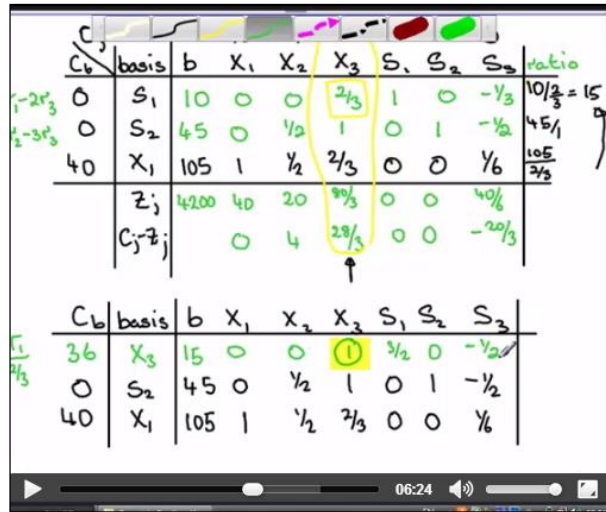 Cb basis b X₁ X₂ X₃ S₁ S₂ S₃ ratio
r₁-2r₃ 0 S₁ 10 0 0 2/3 1 0 -1/3 10/2/3 = 15
r₂-3r₃ 0 S₂ 45 0 1/2 1 0 1 -1/2 45/1
40 X₁ 105 1 1/2 2/3 0 0 1/6 105/2/3
Zj 4200 40 20 80/3 0 0 40/6
Cj-Zj 0 4 28/3 0 0 -20/3
Cb basis b X₁ X₂ X₃ S₁ S₂ S₃
r₁/2/3 36 X₃ 15 0 0 1 3/2 0 -1/2
0 S₂ 45 0 1/2 1 0 1 -1/2
40 X₁ 105 1 1/2 2/3 0 0 1/6
06:24